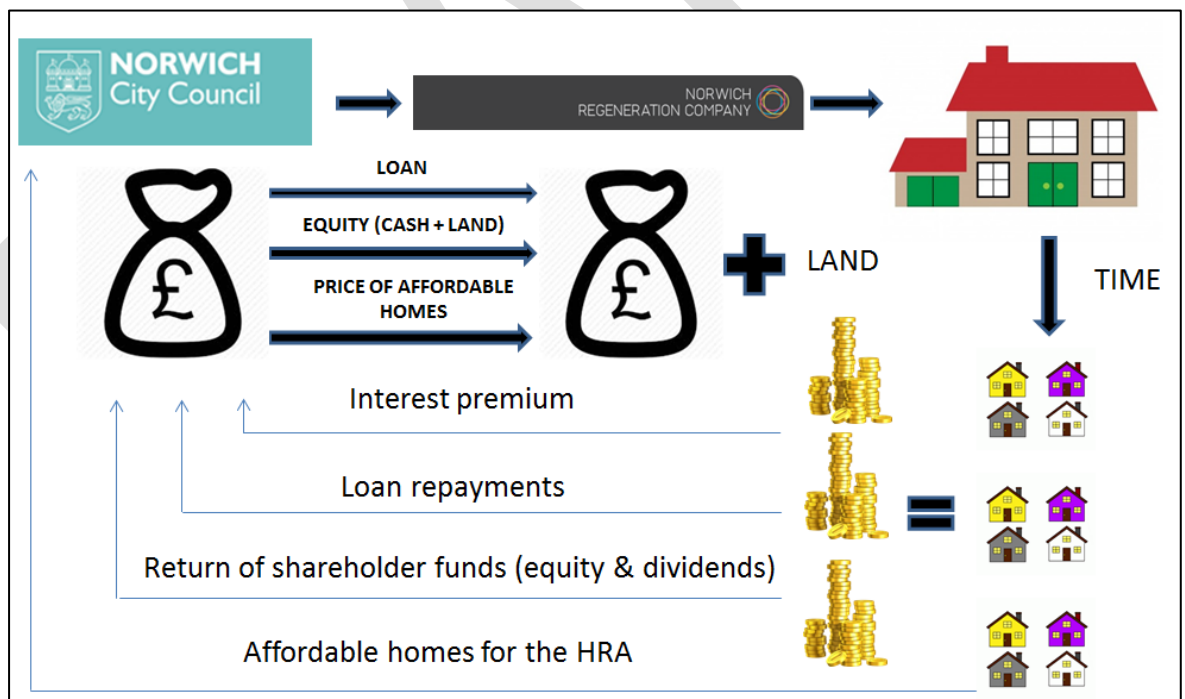 NORWICH
City Council
NORWICH
REGENERATION COMPANY
LOAN
EQUITY (CASH + LAND)
PRICE OF AFFORDABLE
HOMES
£
£
LAND
TIME
Interest premium
Loan repayments
Return of shareholder funds (equity & dividends)
Affordable homes for the HRA